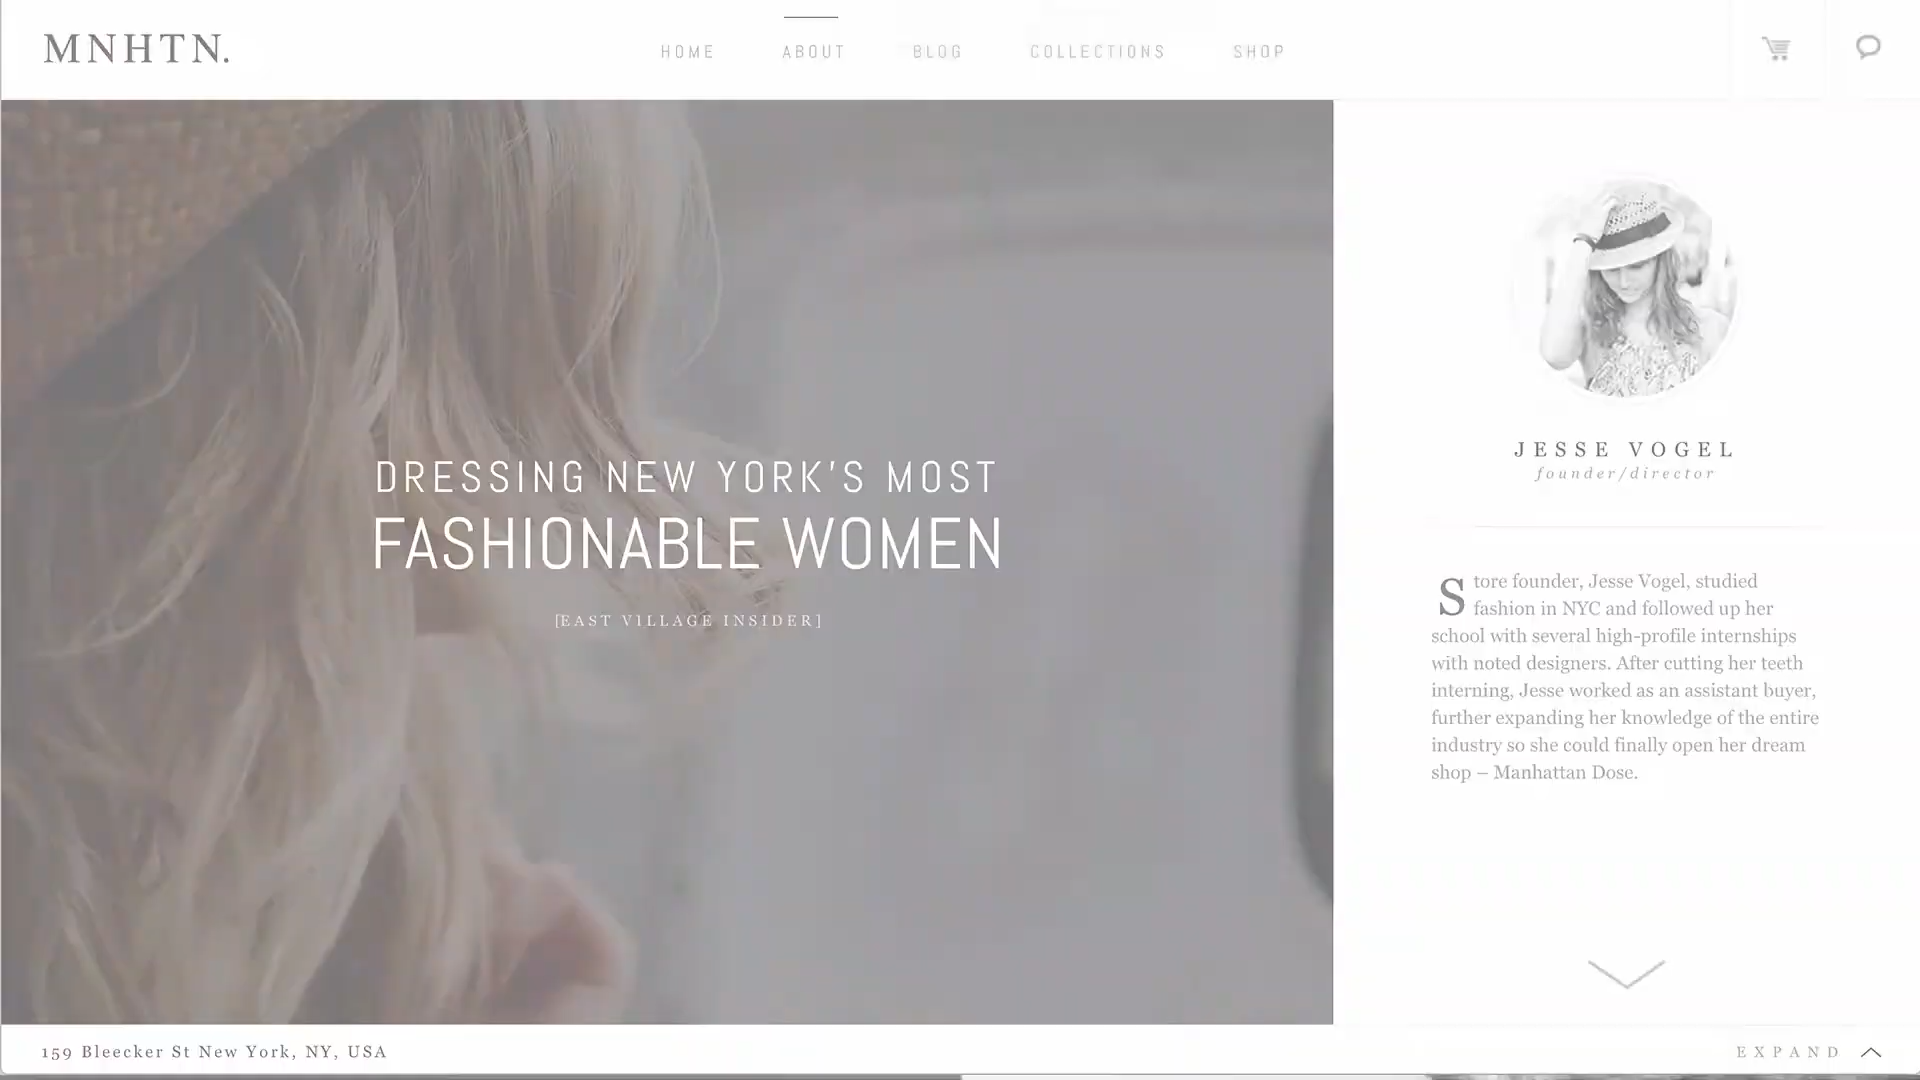 MNHTN.
HOME ABOUT BLOG COLLECTIONS SHOP
DRESSING NEW YORK'S MOST
FASHIONABLE WOMEN
[EAST VILLAGE INSIDER]
JESSE VOGEL
founder/director
Store founder, Jesse Vogel, studied
fashion in NYC and followed up her
school with several high-profile internships
with noted designers. After cutting her teeth
interning, Jesse worked as an assistant buyer,
further expanding her knowledge of the entire
industry so she could finally open her dream
shop – Manhattan Dose.
159 Bleecker St New York, NY, USA
EXPAND